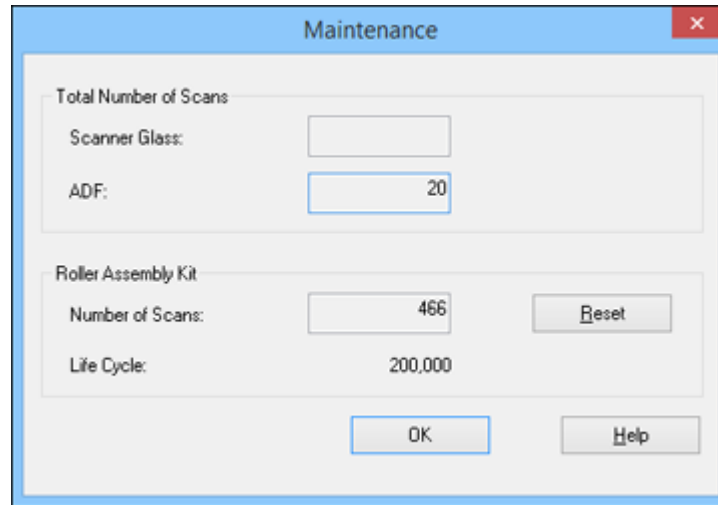 Maintenance
Total Number of Scans
Scanner Glass:
ADF: 20
Roller Assembly Kit
Number of Scans: 466 Reset
Life Cycle: 200,000
OK Help